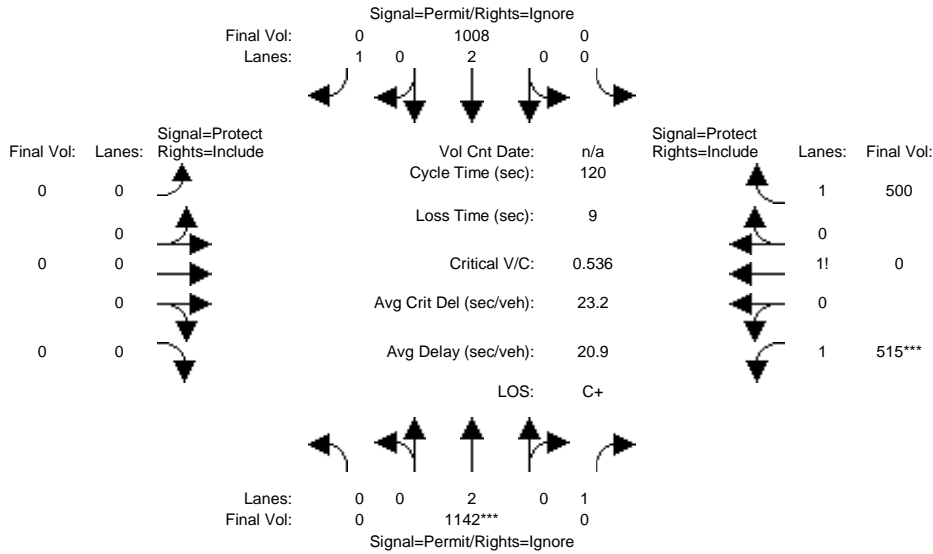 Signal=Permit/Rights=Ignore
Final Vol: 0 1008 0
Lanes: 1 0 2 0 0
Signal=Protect Signal=Protect
Final Vol: Lanes: Rights=Include Vol Cnt Date: n/a Rights=Include Lanes: Final Vol:
Cycle Time (sec): 120
0 0 1 500
Loss Time (sec): 9
0 0
0 0 Critical V/C: 0.536 1! 0
0 Avg Crit Del (sec/veh): 23.2 0
0 0 Avg Delay (sec/veh): 20.9 1 515***
LOS: C+
Lanes: 0 0 2 0 1
Final Vol: 0 1142*** 0
Signal=Permit/Rights=Ignore